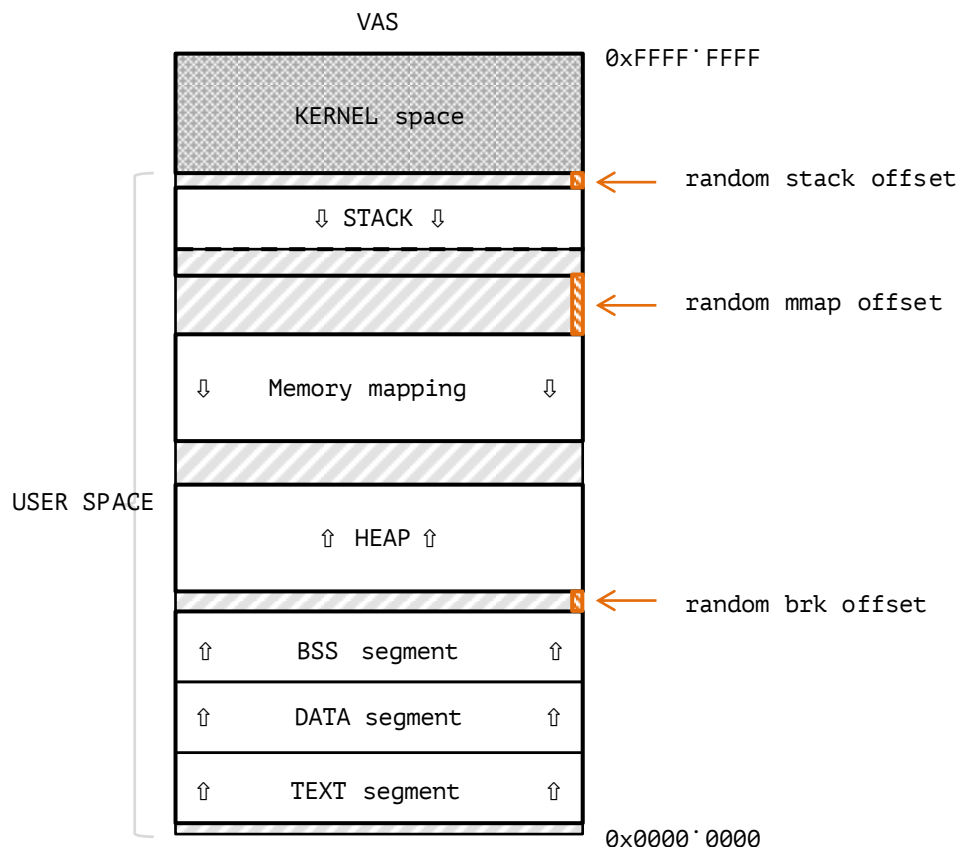 VAS
0xFFFF˙FFFF
KERNEL space
random stack offset
⇩ STACK ⇩
random mmap offset
⇩ Memory mapping ⇩
USER SPACE
⇧ HEAP ⇧
random brk offset
⇧ BSS segment ⇧
⇧ DATA segment ⇧
⇧ TEXT segment ⇧
0x0000˙0000